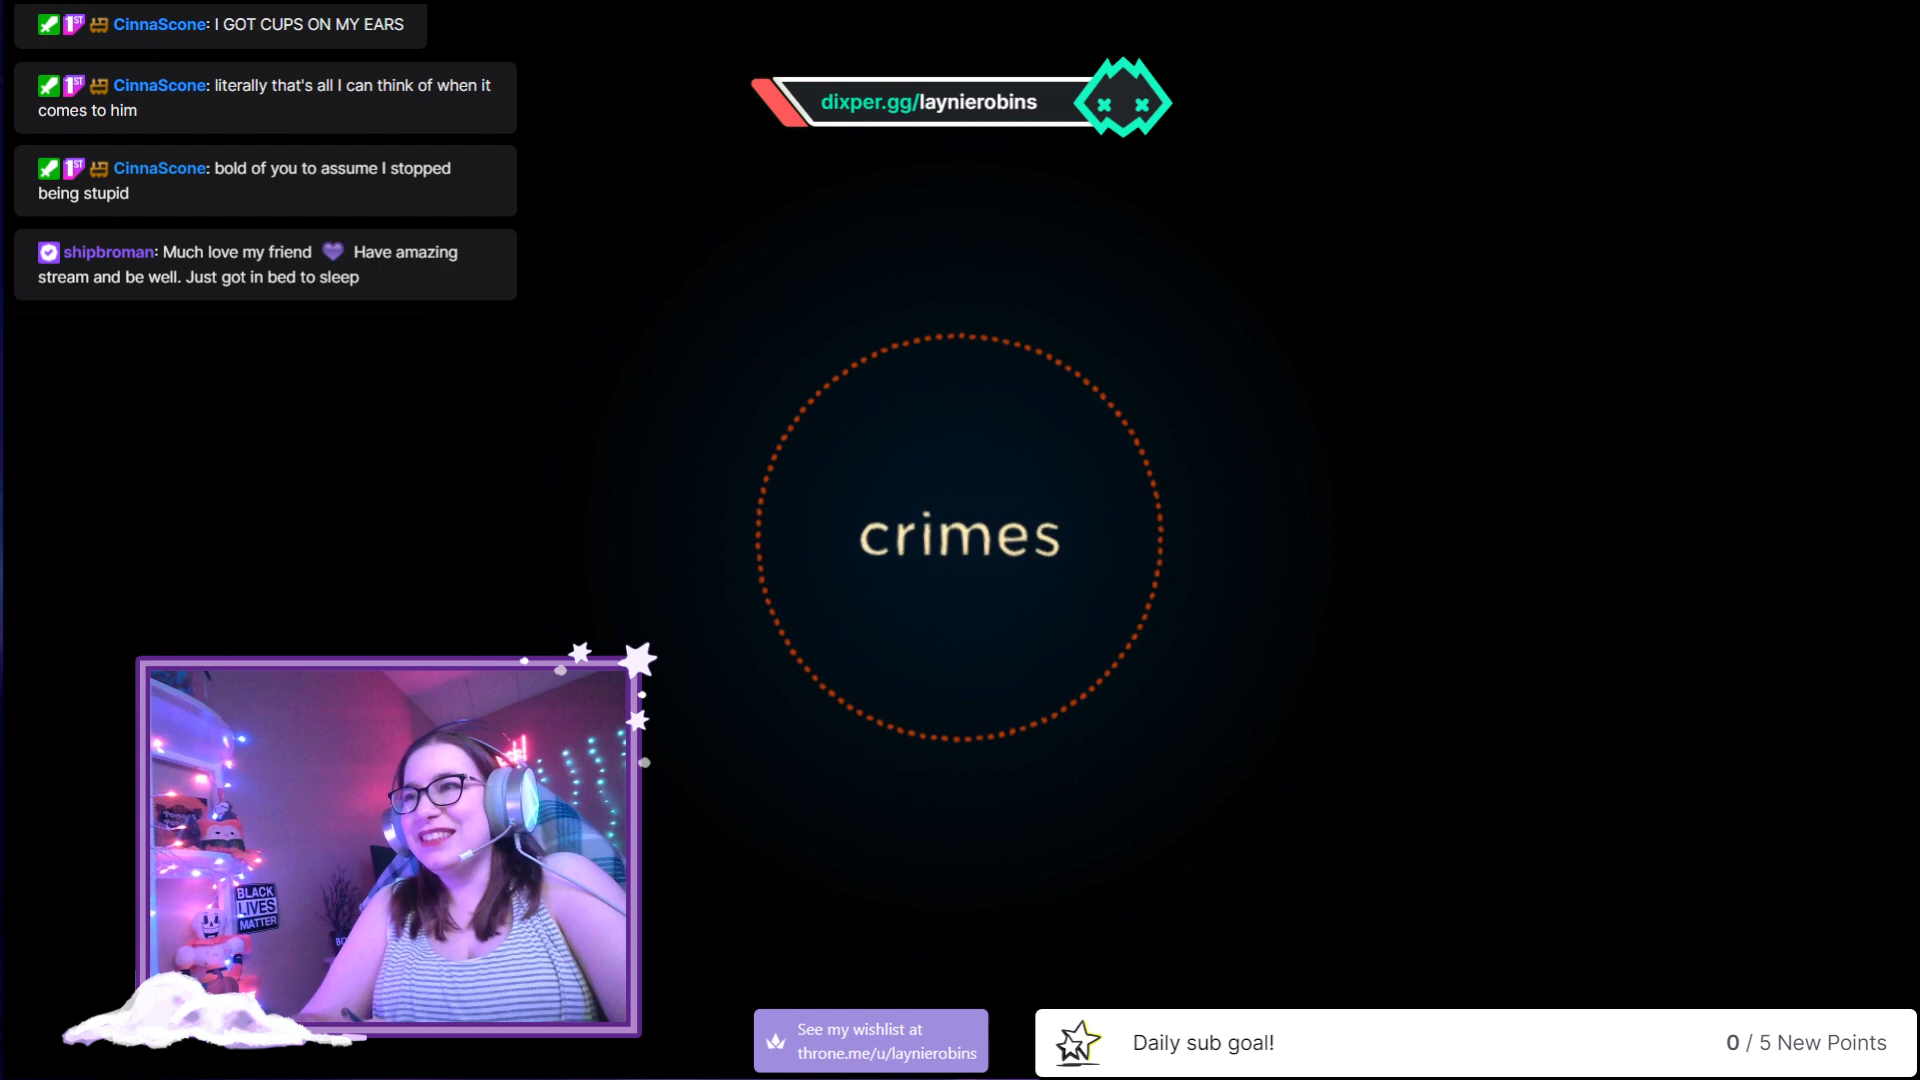 CinnaScone: I GOT CUPS ON MY EARS
CinnaScone: literally that's all I can think of when it
comes to him
CinnaScone: bold of you to assume I stopped
being stupid
shipbroman: Much love my friend 💜 Have amazing
stream and be well. Just got in bed to sleep
dixper.gg/laynierobins
crimes
BLACK
LIVES
MATTER
See my wishlist at
throne.me/u/laynierobins
Daily sub goal!
0 / 5 New Points